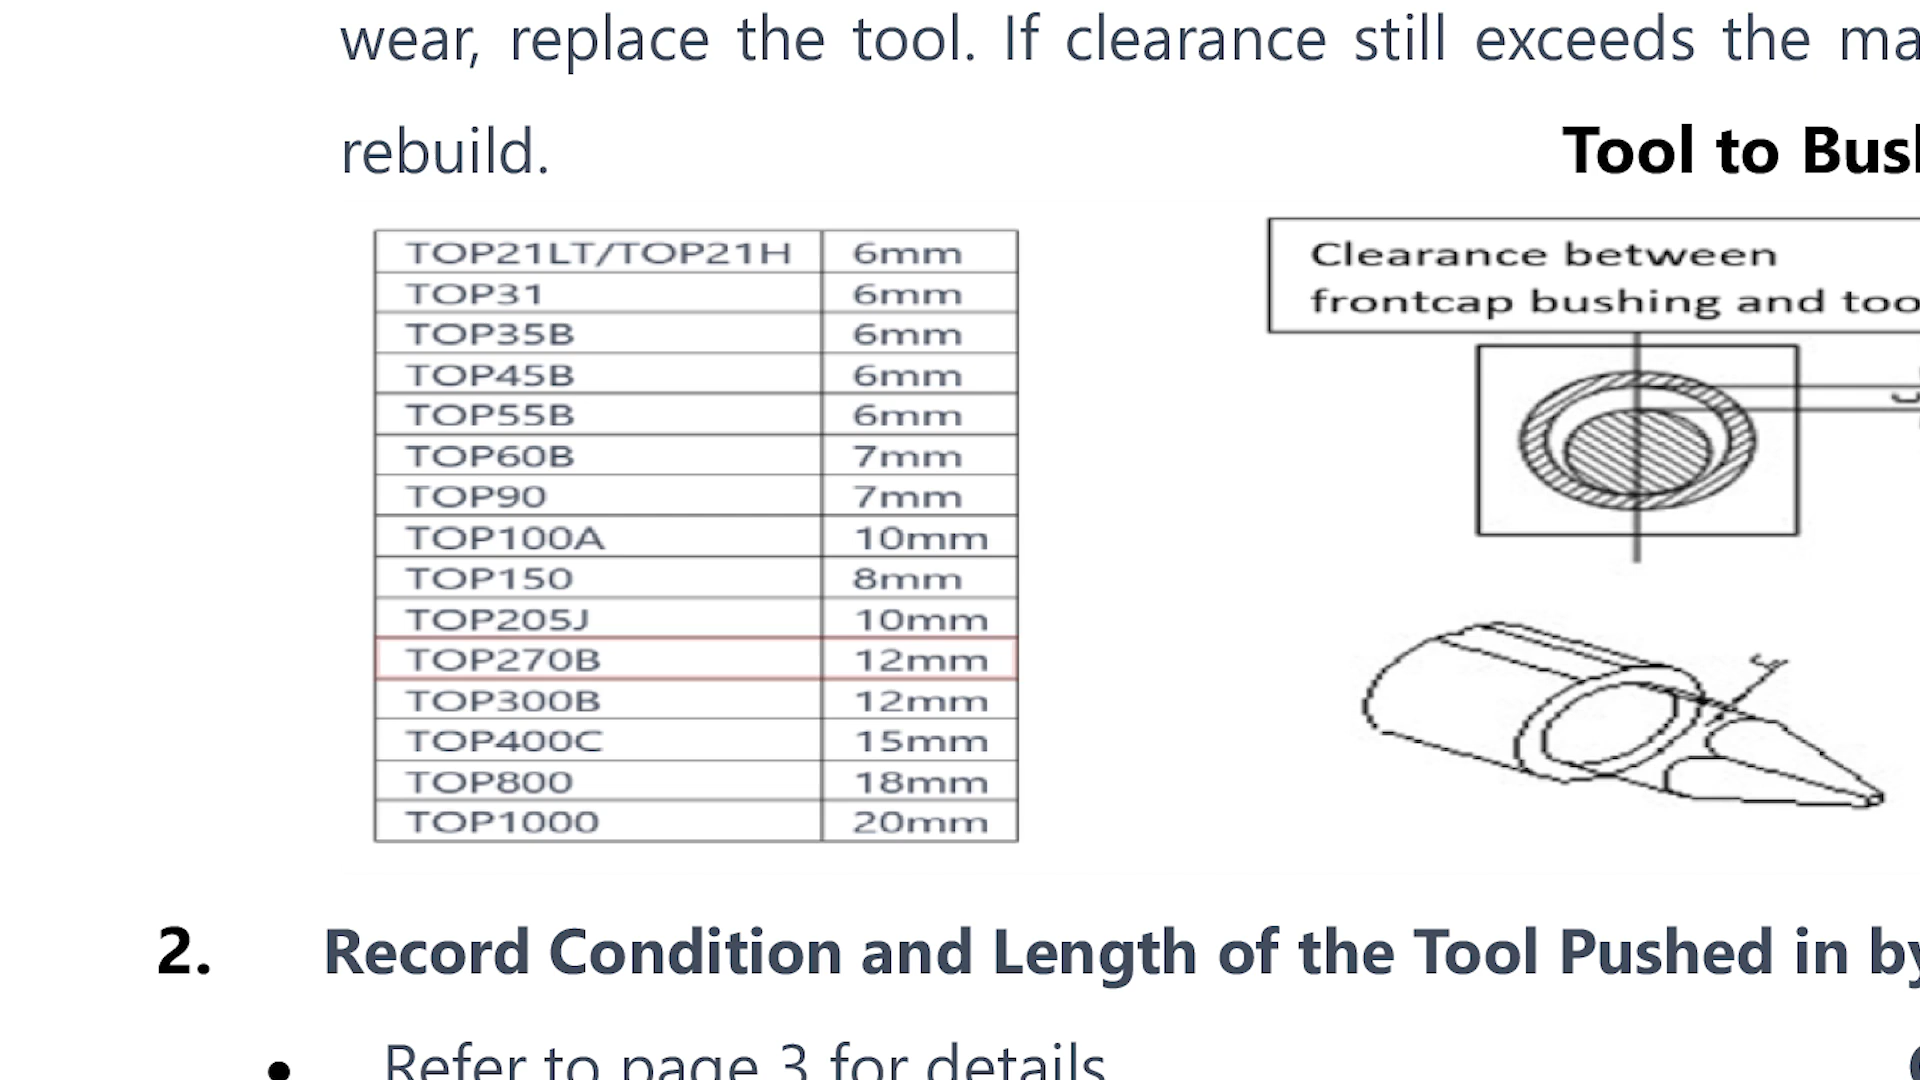 wear, replace the tool. If clearance still exceeds the ma
rebuild.
Tool to Bus
TOP21LT/TOP21H 6mm
TOP31 6mm
TOP35B 6mm
TOP45B 6mm
TOP55B 6mm
TOP60B 7mm
TOP90 7mm
TOP100A 10mm
TOP150 8mm
TOP205J 10mm
TOP270B 12mm
TOP300B 12mm
TOP400C 15mm
TOP800 18mm
TOP1000 20mm
Clearance between
frontcap bushing and too
2. Record Condition and Length of the Tool Pushed in by
• Refer to page 3 for details